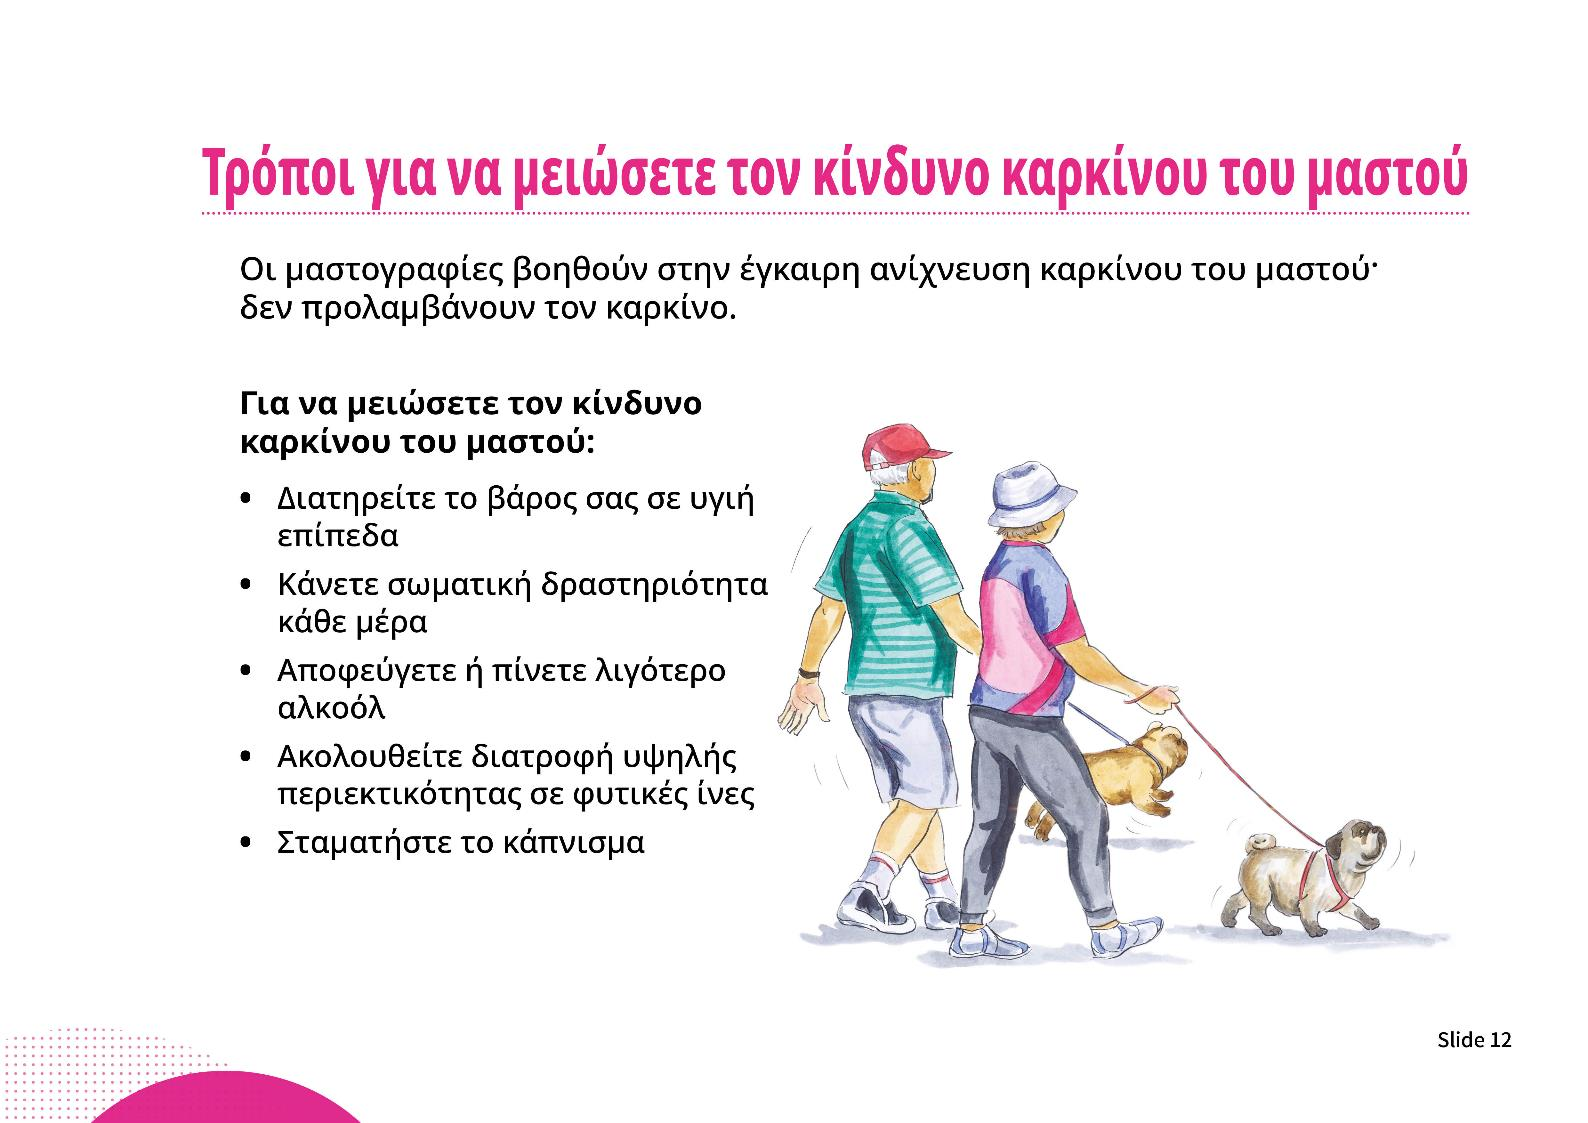 Τρόποι για να μειώσετε τον κίνδυνο καρκίνου του μαστού
Οι μαστογραφίες βοηθούν στην έγκαιρη ανίχνευση καρκίνου του μαστού·
δεν προλαμβάνουν τον καρκίνο.
Για να μειώσετε τον κίνδυνο
καρκίνου του μαστού:
• Διατηρείτε το βάρος σας σε υγιή
επίπεδα
• Κάνετε σωματική δραστηριότητα
κάθε μέρα
• Αποφεύγετε ή πίνετε λιγότερο
αλκοόλ
• Ακολουθείτε διατροφή υψηλής
περιεκτικότητας σε φυτικές ίνες
• Σταματήστε το κάπνισμα
Slide 12